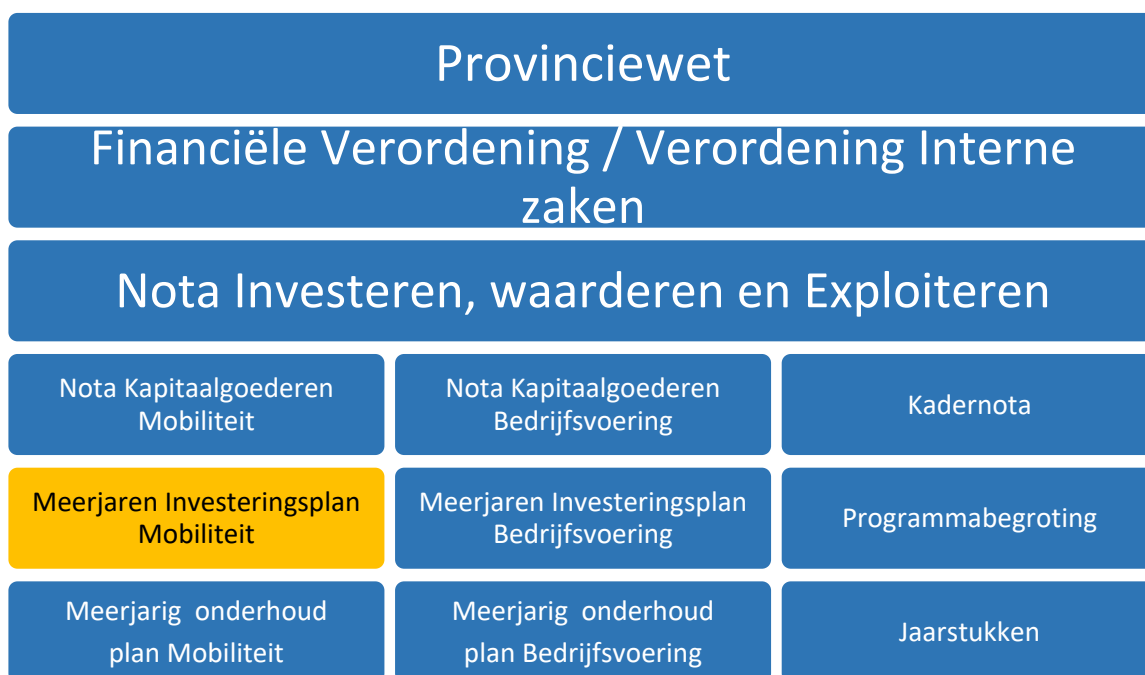 Provinciewet
Financiële Verordening / Verordening Interne
zaken
Nota Investeren, waarderen en Exploiteren
Nota Kapitaalgoederen
Mobiliteit
Nota Kapitaalgoederen
Bedrijfsvoering
Kadernota
Meerjaren Investeringsplan
Mobiliteit
Meerjaren Investeringsplan
Bedrijfsvoering
Programmabegroting
Meerjarig onderhoud
plan Mobiliteit
Meerjarig onderhoud
plan Bedrijfsvoering
Jaarstukken